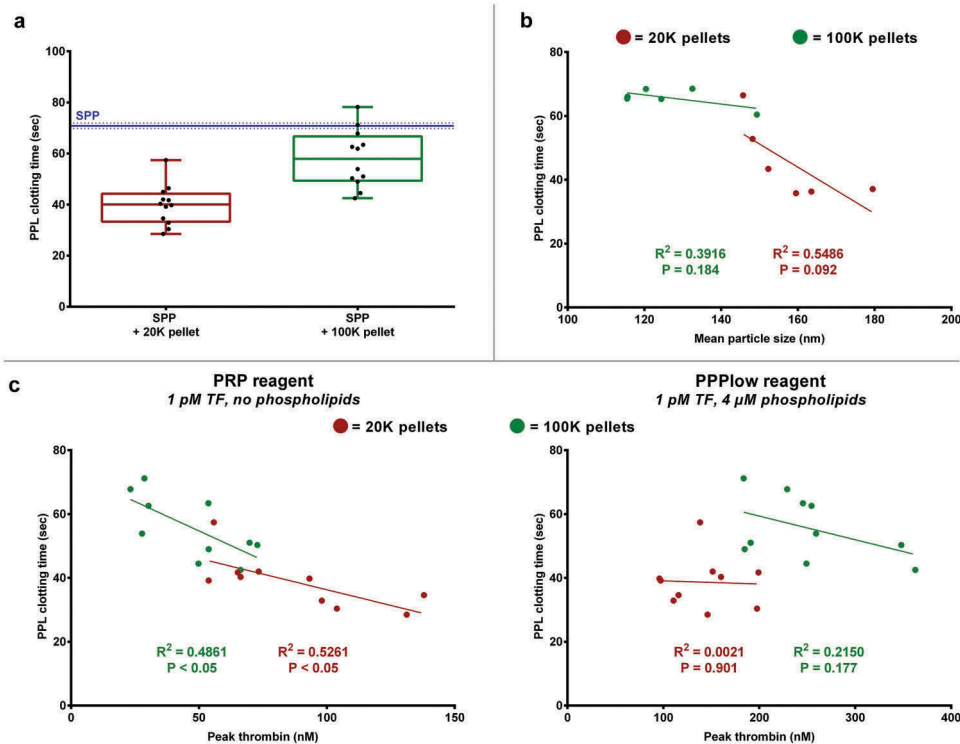 a
100
80
60
40
20
0
PPL clotting time (sec)
SPP
SPP
+ 20K pellet
SPP
+ 100K pellet
b
= 20K pellets
= 100K pellets
80
60
40
20
0
PPL clotting time (sec)
R² = 0.3916
P = 0.184
R² = 0.5486
P = 0.092
100
120
140
160
180
200
Mean particle size (nm)
c
PRP reagent
1 pM TF, no phospholipids
PPPlow reagent
1 pM TF, 4 µM phospholipids
= 20K pellets
= 100K pellets
80
60
40
20
0
PPL clotting time (sec)
R² = 0.4861
P < 0.05
R² = 0.5261
P < 0.05
0
50
100
150
Peak thrombin (nM)
80
60
40
20
0
PPL clotting time (sec)
R² = 0.0021
P = 0.901
R² = 0.2150
P = 0.177
0
100
200
300
400
Peak thrombin (nM)